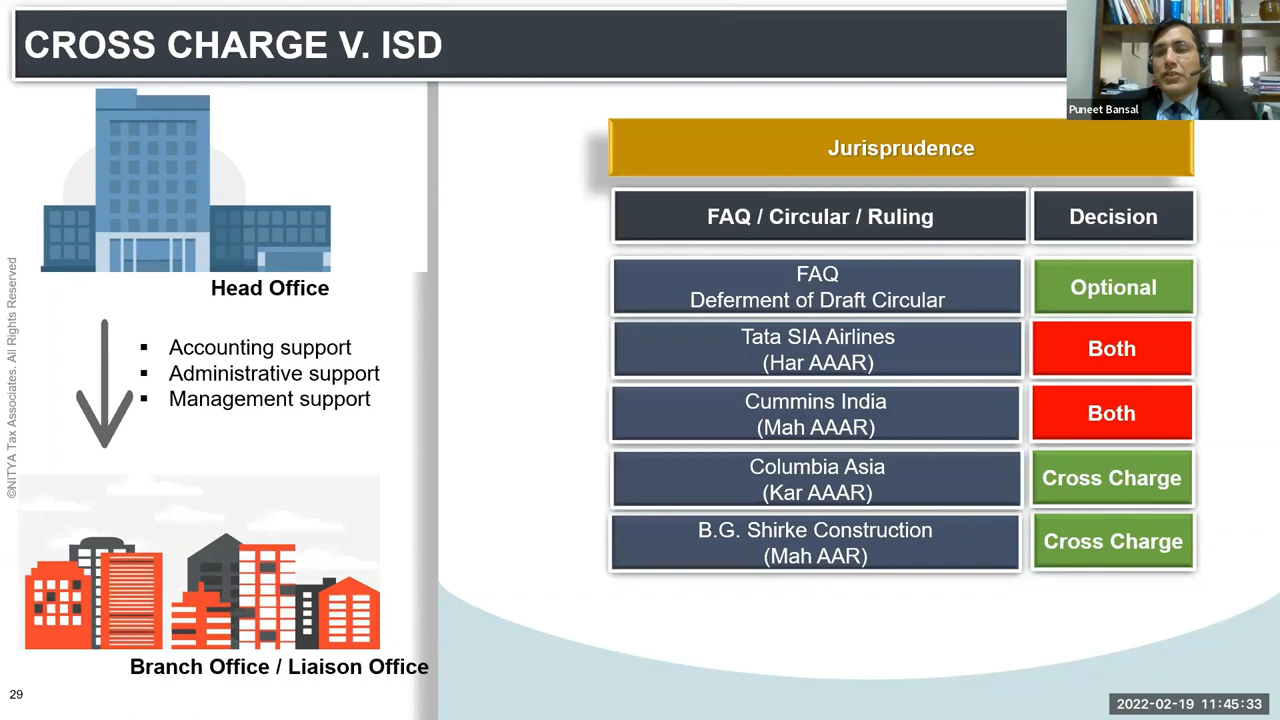 CROSS CHARGE V. ISD
Puneet Bansal
Head Office
▪ Accounting support
▪ Administrative support
▪ Management support
Branch Office / Liaison Office
©NITYA Tax Associates. All Rights Reserved
29
Jurisprudence
FAQ / Circular / Ruling
Decision
FAQ
Deferment of Draft Circular
Optional
Tata SIA Airlines
(Har AAAR)
Both
Cummins India
(Mah AAAR)
Both
Columbia Asia
(Kar AAAR)
Cross Charge
B.G. Shirke Construction
(Mah AAR)
Cross Charge
2022-02-19 11:45:33